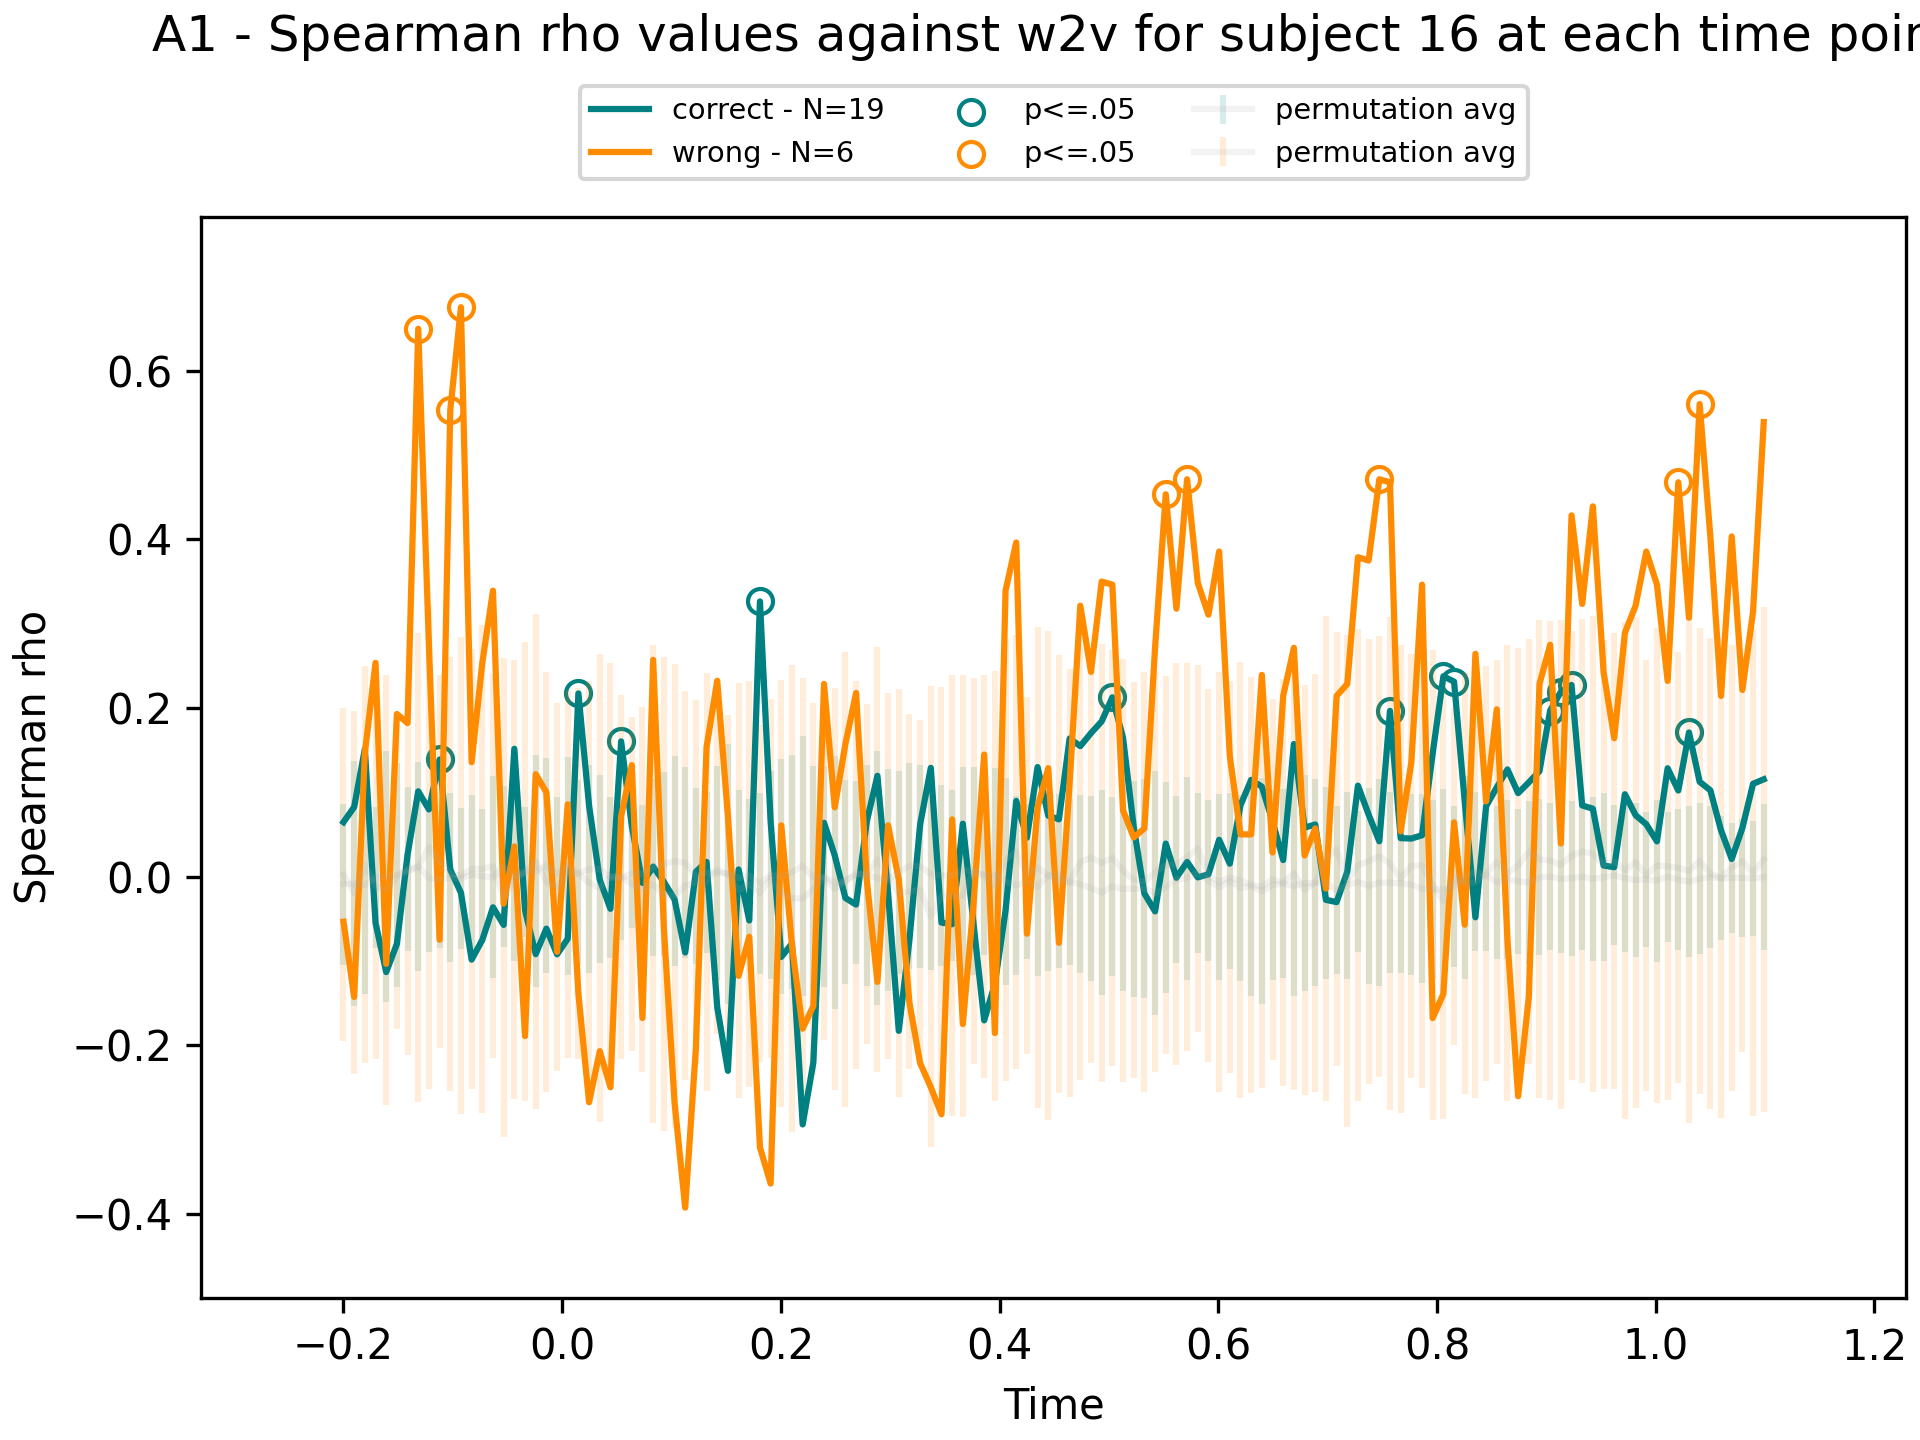 A1 - Spearman rho values against w2v for subject 16 at each time poin
correct - N=19
wrong - N=6
p<=.05
p<=.05
permutation avg
permutation avg
Spearman rho
0.6
0.4
0.2
0.0
−0.2
−0.4
−0.2
0.0
0.2
0.4
0.6
0.8
1.0
1.2
Time